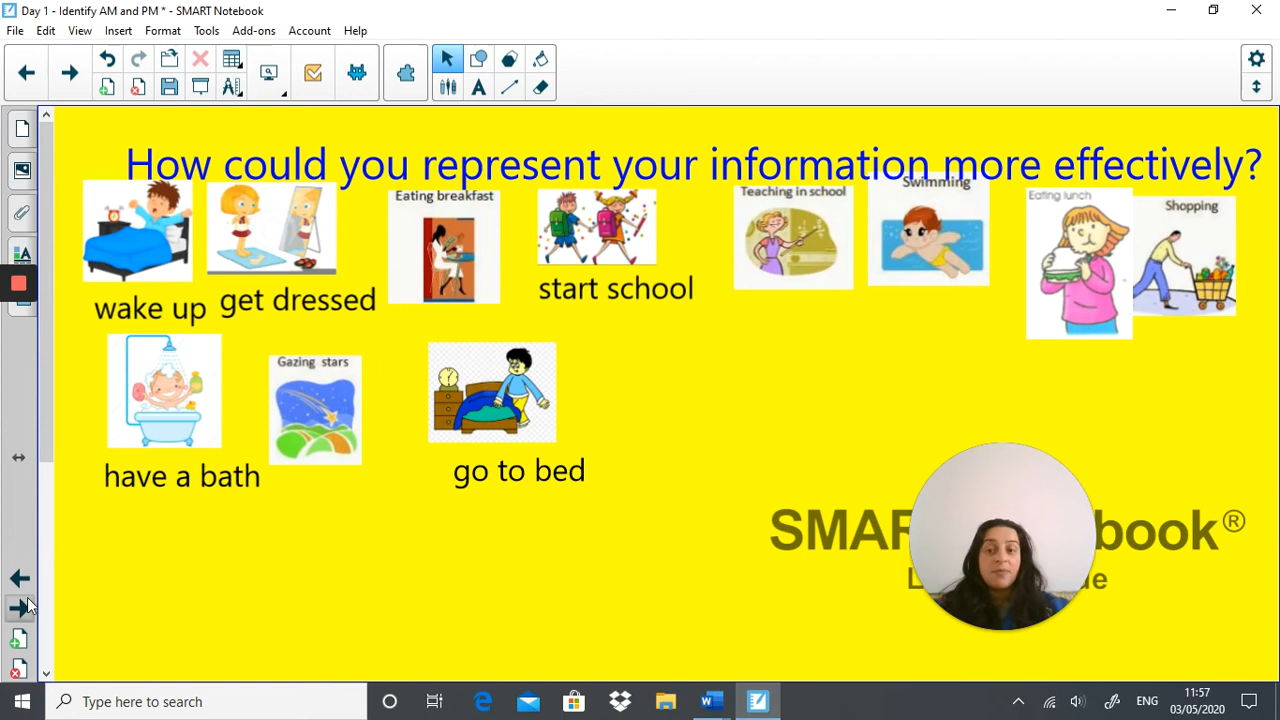 Day 1 - Identify AM and PM * - SMART Notebook
File Edit View Insert Format Tools Add-ons Account Help
How could you represent your information more effectively?
Eating breakfast
Teaching in school
Swimming
Eating lunch
Shopping
wake up
get dressed
start school
Gazing stars
have a bath
go to bed
SMAR book®
L de
Type here to search
ENG
11:57
03/05/2020